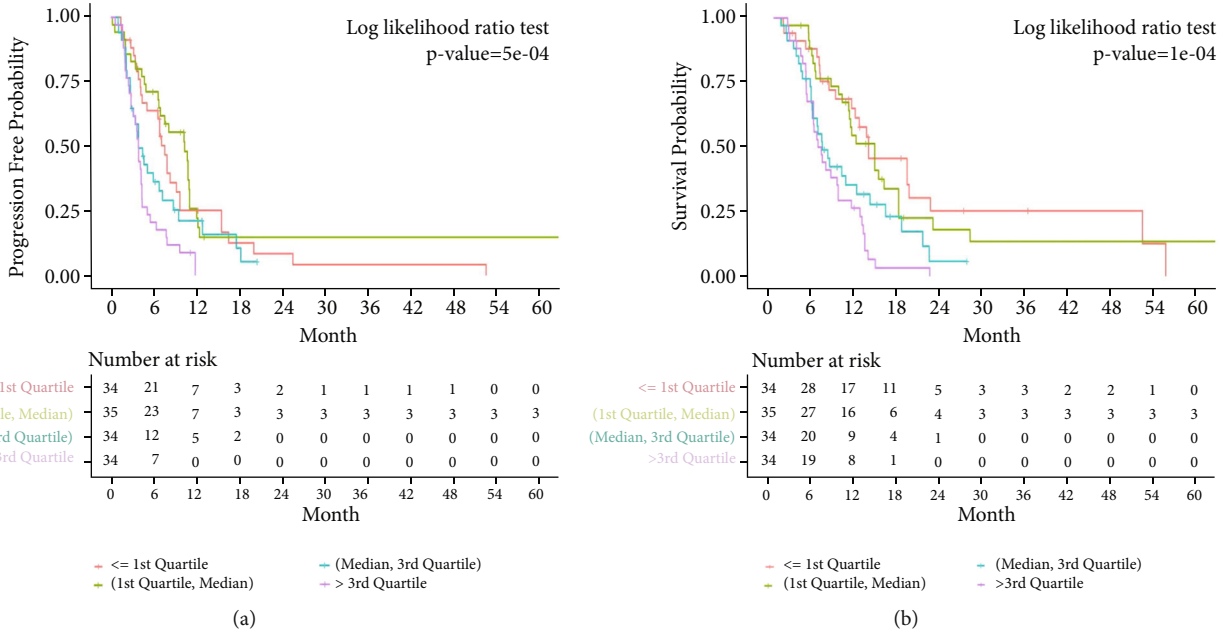 Log likelihood ratio test
p-value=5e-04
Progression Free Probability
1.00
0.75
0.50
0.25
0.00
0 6 12 18 24 30 36 42 48 54 60
Month
Number at risk
1st Quartile 34 21 7 3 2 1 1 1 1 0 0
le, Median) 35 23 7 3 3 3 3 3 3 3 3
rd Quartile) 34 12 5 2 0 0 0 0 0 0 0
3rd Quartile 34 7 0 0 0 0 0 0 0 0 0
0 6 12 18 24 30 36 42 48 54 60
Month
<= 1st Quartile (Median, 3rd Quartile)
(1st Quartile, Median) > 3rd Quartile
(a)
Log likelihood ratio test
p-value=1e-04
Survival Probability
1.00
0.75
0.50
0.25
0.00
0 6 12 18 24 30 36 42 48 54 60
Month
Number at risk
<= 1st Quartile 34 28 17 11 5 3 3 2 2 1 0
(1st Quartile, Median) 35 27 16 6 4 3 3 3 3 3 3
(Median, 3rd Quartile) 34 20 9 4 1 0 0 0 0 0 0
>3rd Quartile 34 19 8 1 0 0 0 0 0 0 0
0 6 12 18 24 30 36 42 48 54 60
Month
<= 1st Quartile (Median, 3rd Quartile)
(1st Quartile, Median) >3rd Quartile
(b)